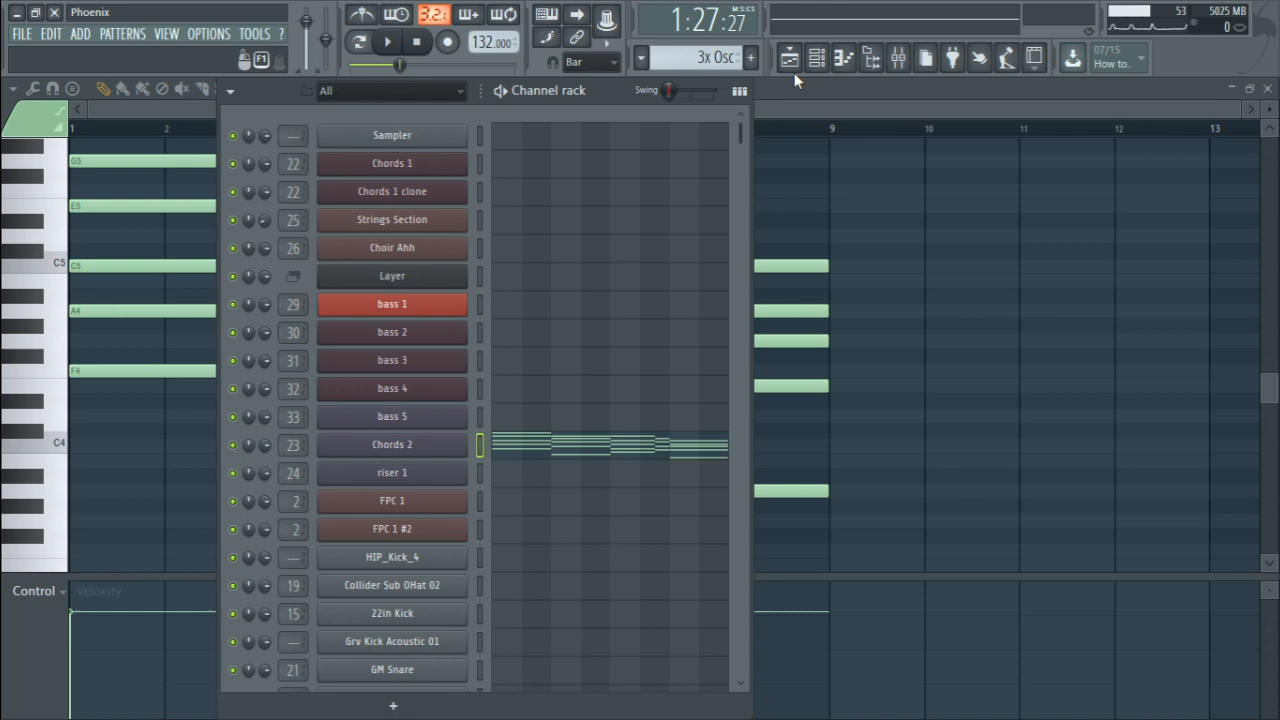 Phoenix
FILE EDIT ADD PATTERNS VIEW OPTIONS TOOLS ?
F1
3.2
132.000
Bar
1:27:27
M:S:CS
3x Osc
53
5025 MB
0
07/15
How to..
All
Channel rack
Swing
1
2
9
10
11
12
13
G5
E5
C5
C5
A4
F4
C4
--- Sampler
22 Chords 1
22 Chords 1 clone
25 Strings Section
26 Choir Ahh
Layer
29 bass 1
30 bass 2
31 bass 3
32 bass 4
33 bass 5
23 Chords 2
24 riser 1
2 FPC 1
2 FPC 1 #2
--- HIP_Kick_4
19 Collider Sub OHat 02
15 22in Kick
--- Grv Kick Acoustic 01
21 GM Snare
+
Control
Velocity